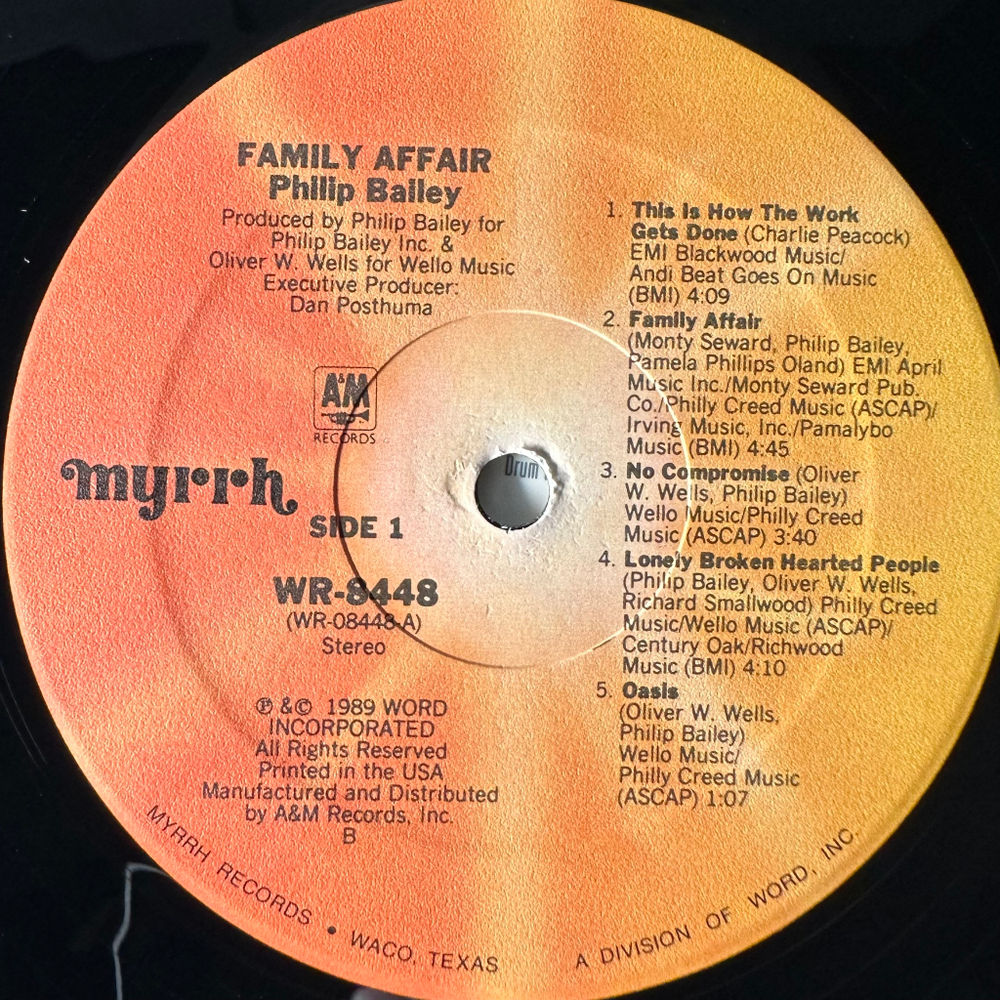 FAMILY AFFAIR
Philip Bailey
Produced by Philip Bailey for
Philip Bailey Inc. &
Oliver W. Wells for Wello Music
Executive Producer:
Dan Posthuma
A&M
RECORDS
myrrh
SIDE 1
WR-8448
(WR-08448-A)
Stereo
℗ &© 1989 WORD
INCORPORATED
All Rights Reserved
Printed in the USA
Manufactured and Distributed
by A&M Records, Inc.
B
1. This Is How The Work
Gets Done (Charlie Peacock)
EMI Blackwood Music/
Andi Beat Goes On Music
(BMI) 4:09
2. Family Affair
(Monty Seward, Philip Bailey,
Pamela Phillips Oland) EMI April
Music Inc./Monty Seward Pub.
Co./Philly Creed Music (ASCAP)/
Irving Music, Inc./Pamalybo
Music (BMI) 4:45
3. No Compromise (Oliver
W. Wells, Philip Bailey)
Wello Music/Philly Creed
Music (ASCAP) 3:40
4. Lonely Broken Hearted People
(Philip Bailey, Oliver W. Wells,
Richard Smallwood) Philly Creed
Music/Wello Music (ASCAP)/
Century Oak/Richwood
Music (BMI) 4:10
5. Oasis
(Oliver W. Wells,
Philip Bailey)
Wello Music/
Philly Creed Music
(ASCAP) 1:07
Drum
MYRRH RECORDS • WACO, TEXAS
A DIVISION OF WORD, INC.